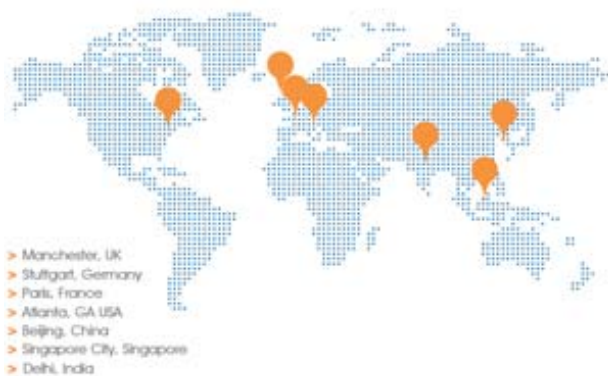 > Manchester, UK
> Stuttgart, Germany
> Paris, France
> Atlanta, GA USA
> Beijing, China
> Singapore City, Singapore
> Delhi, India